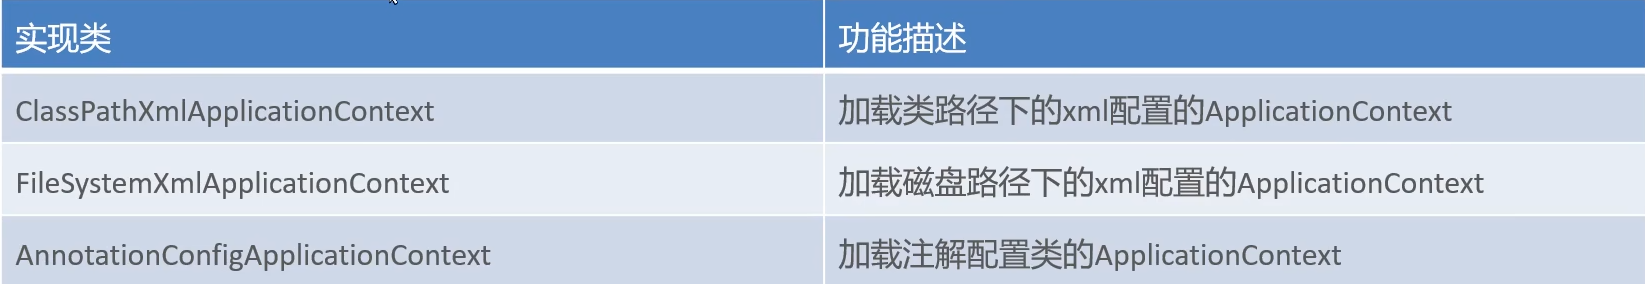 实现类 功能描述
ClassPathXmlApplicationContext 加载类路径下的xml配置的ApplicationContext
FileSystemXmlApplicationContext 加载磁盘路径下的xml配置的ApplicationContext
AnnotationConfigApplicationContext 加载注解配置类的ApplicationContext